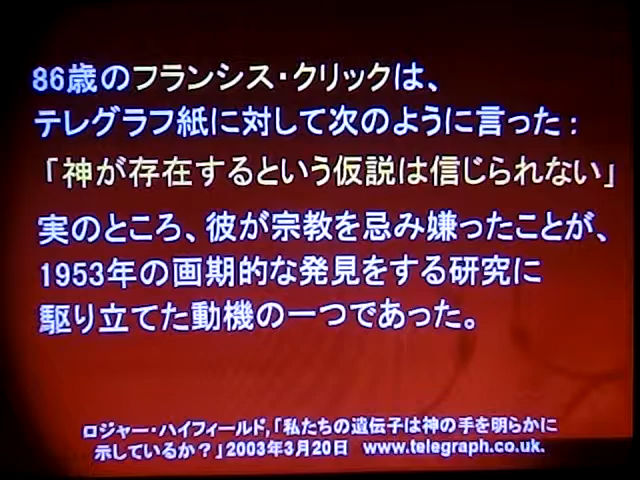 86歳のフランシス・クリックは、
テレグラフ紙に対して次のように言った：
「神が存在するという仮説は信じられない」
実のところ、彼が宗教を忌み嫌ったことが、
1953年の画期的な発見をする研究に
駆り立てた動機の一つであった。
ロジャー・ハイフィールド,「私たちの遺伝子は神の手を明らかに
示しているか？」2003年3月20日　www.telegraph.co.uk.